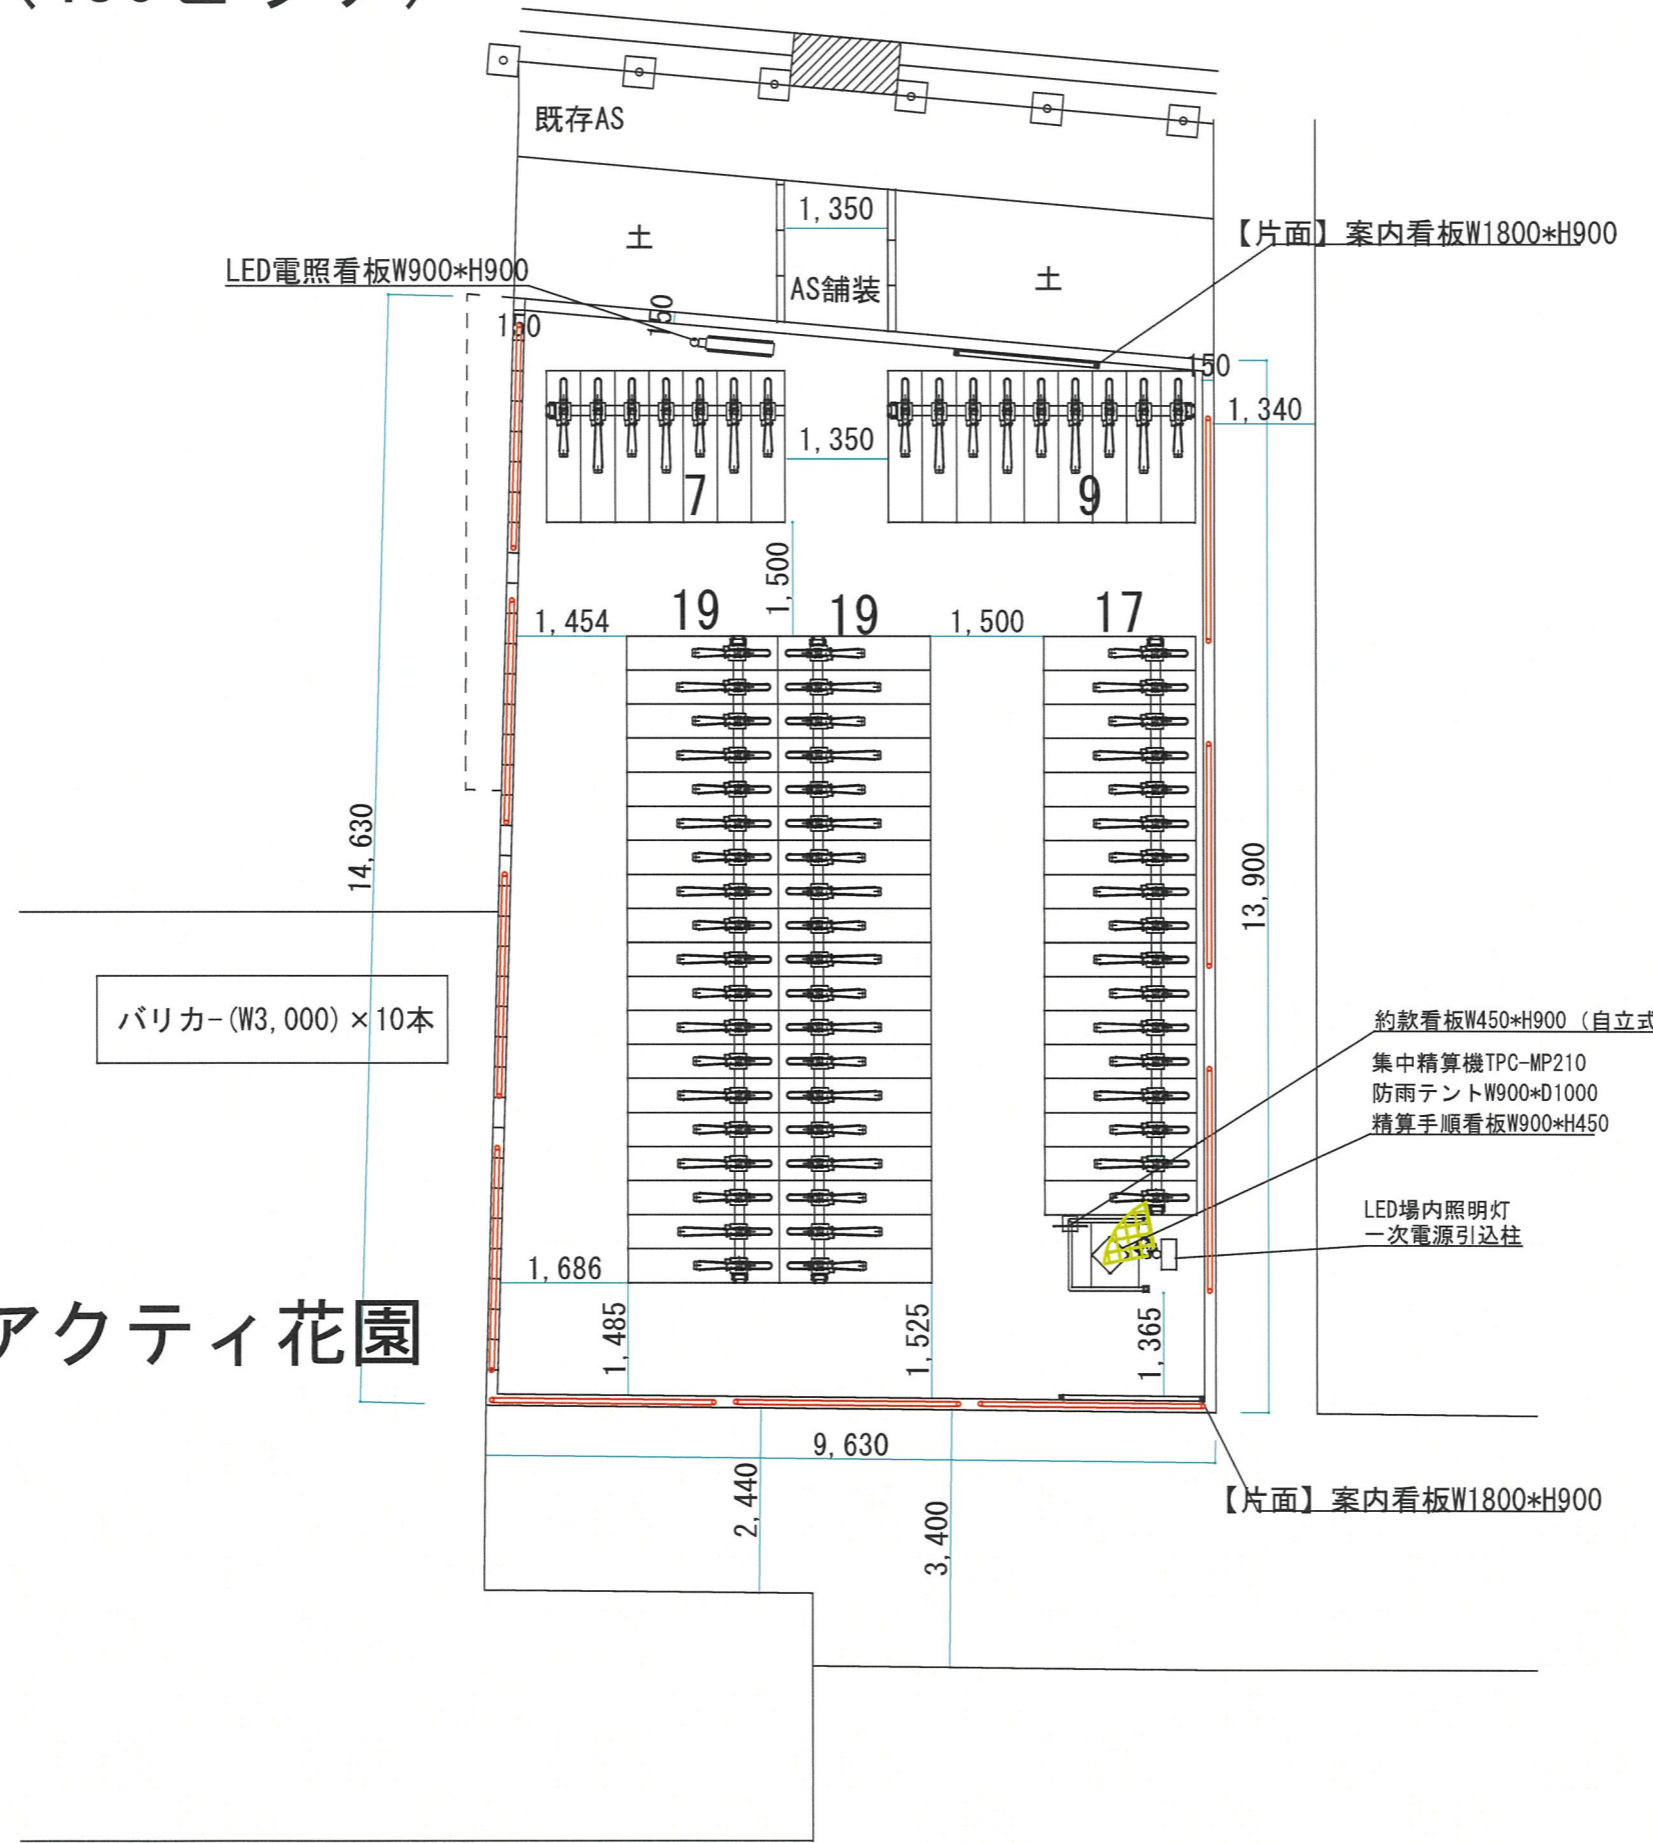 既存AS
1,350
土
【片面】案内看板W1800*H900
LED電照看板W900*H900
AS舗装
土
150
150
150
1,340
1,350
7
9
1,500
19
19
17
1,454
1,500
14,630
13,900
バリカー(W3,000)×10本
約款看板W450*H900（自立式
集中精算機TPC-MP210
防雨テントW900*D1000
精算手順看板W900*H450
LED場内照明灯
一次電源引込柱
1,686
アクティ花園
1,485
1,525
1,365
9,630
2,440
3,400
【片面】案内看板W1800*H900